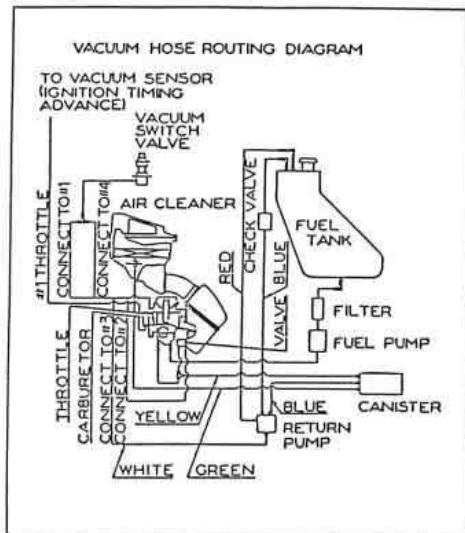 VACUUM HOSE ROUTING DIAGRAM
TO VACUUM SENSOR
(IGNITION TIMING
ADVANCE)
VACUUM
SWITCH
VALVE
AIR CLEANER
#1 THROTTLE
CONNECT TO #1
CONNECT TO #4
RED
CHECK VALVE
VALVE BLUE
FUEL
TANK
FILTER
FUEL PUMP
THROTTLE
CARBURETOR
CONNECT TO #3
CONNECT TO #2
YELLOW
BLUE
CANISTER
RETURN
PUMP
WHITE
GREEN